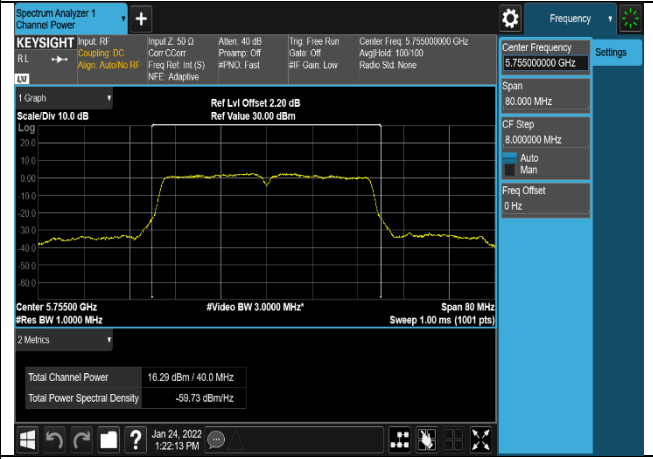 Spectrum Analyzer 1
Channel Power
Frequency
KEYSIGHT
RL
LXI
Input: RF
Coupling: DC
Align: Auto/No RF
Input Z: 50 Ω
Corr CCorr
Freq Ref: Int (S)
NFE: Adaptive
Atten: 40 dB
Preamp: Off
#PNO: Fast
Trig: Free Run
Gate: Off
#IF Gain: Low
Center Freq: 5.755000000 GHz
Avg|Hold: 100/100
Radio Std: None
Center Frequency
5.755000000 GHz
Settings
Span
80.000 MHz
CF Step
8.000000 MHz
Auto
Man
Freq Offset
0 Hz
1 Graph
Scale/Div 10.0 dB
Ref Lvl Offset 2.20 dB
Ref Value 30.00 dBm
Log
20.0
10.0
0.00
-10.0
-20.0
-30.0
-40.0
-50.0
-60.0
Center 5.75500 GHz
#Video BW 3.0000 MHz*
Span 80 MHz
#Res BW 1.0000 MHz
Sweep 1.00 ms (1001 pts)
2 Metrics
Total Channel Power 16.29 dBm / 40.0 MHz
Total Power Spectral Density -59.73 dBm/Hz
?
Jan 24, 2022
1:22:13 PM